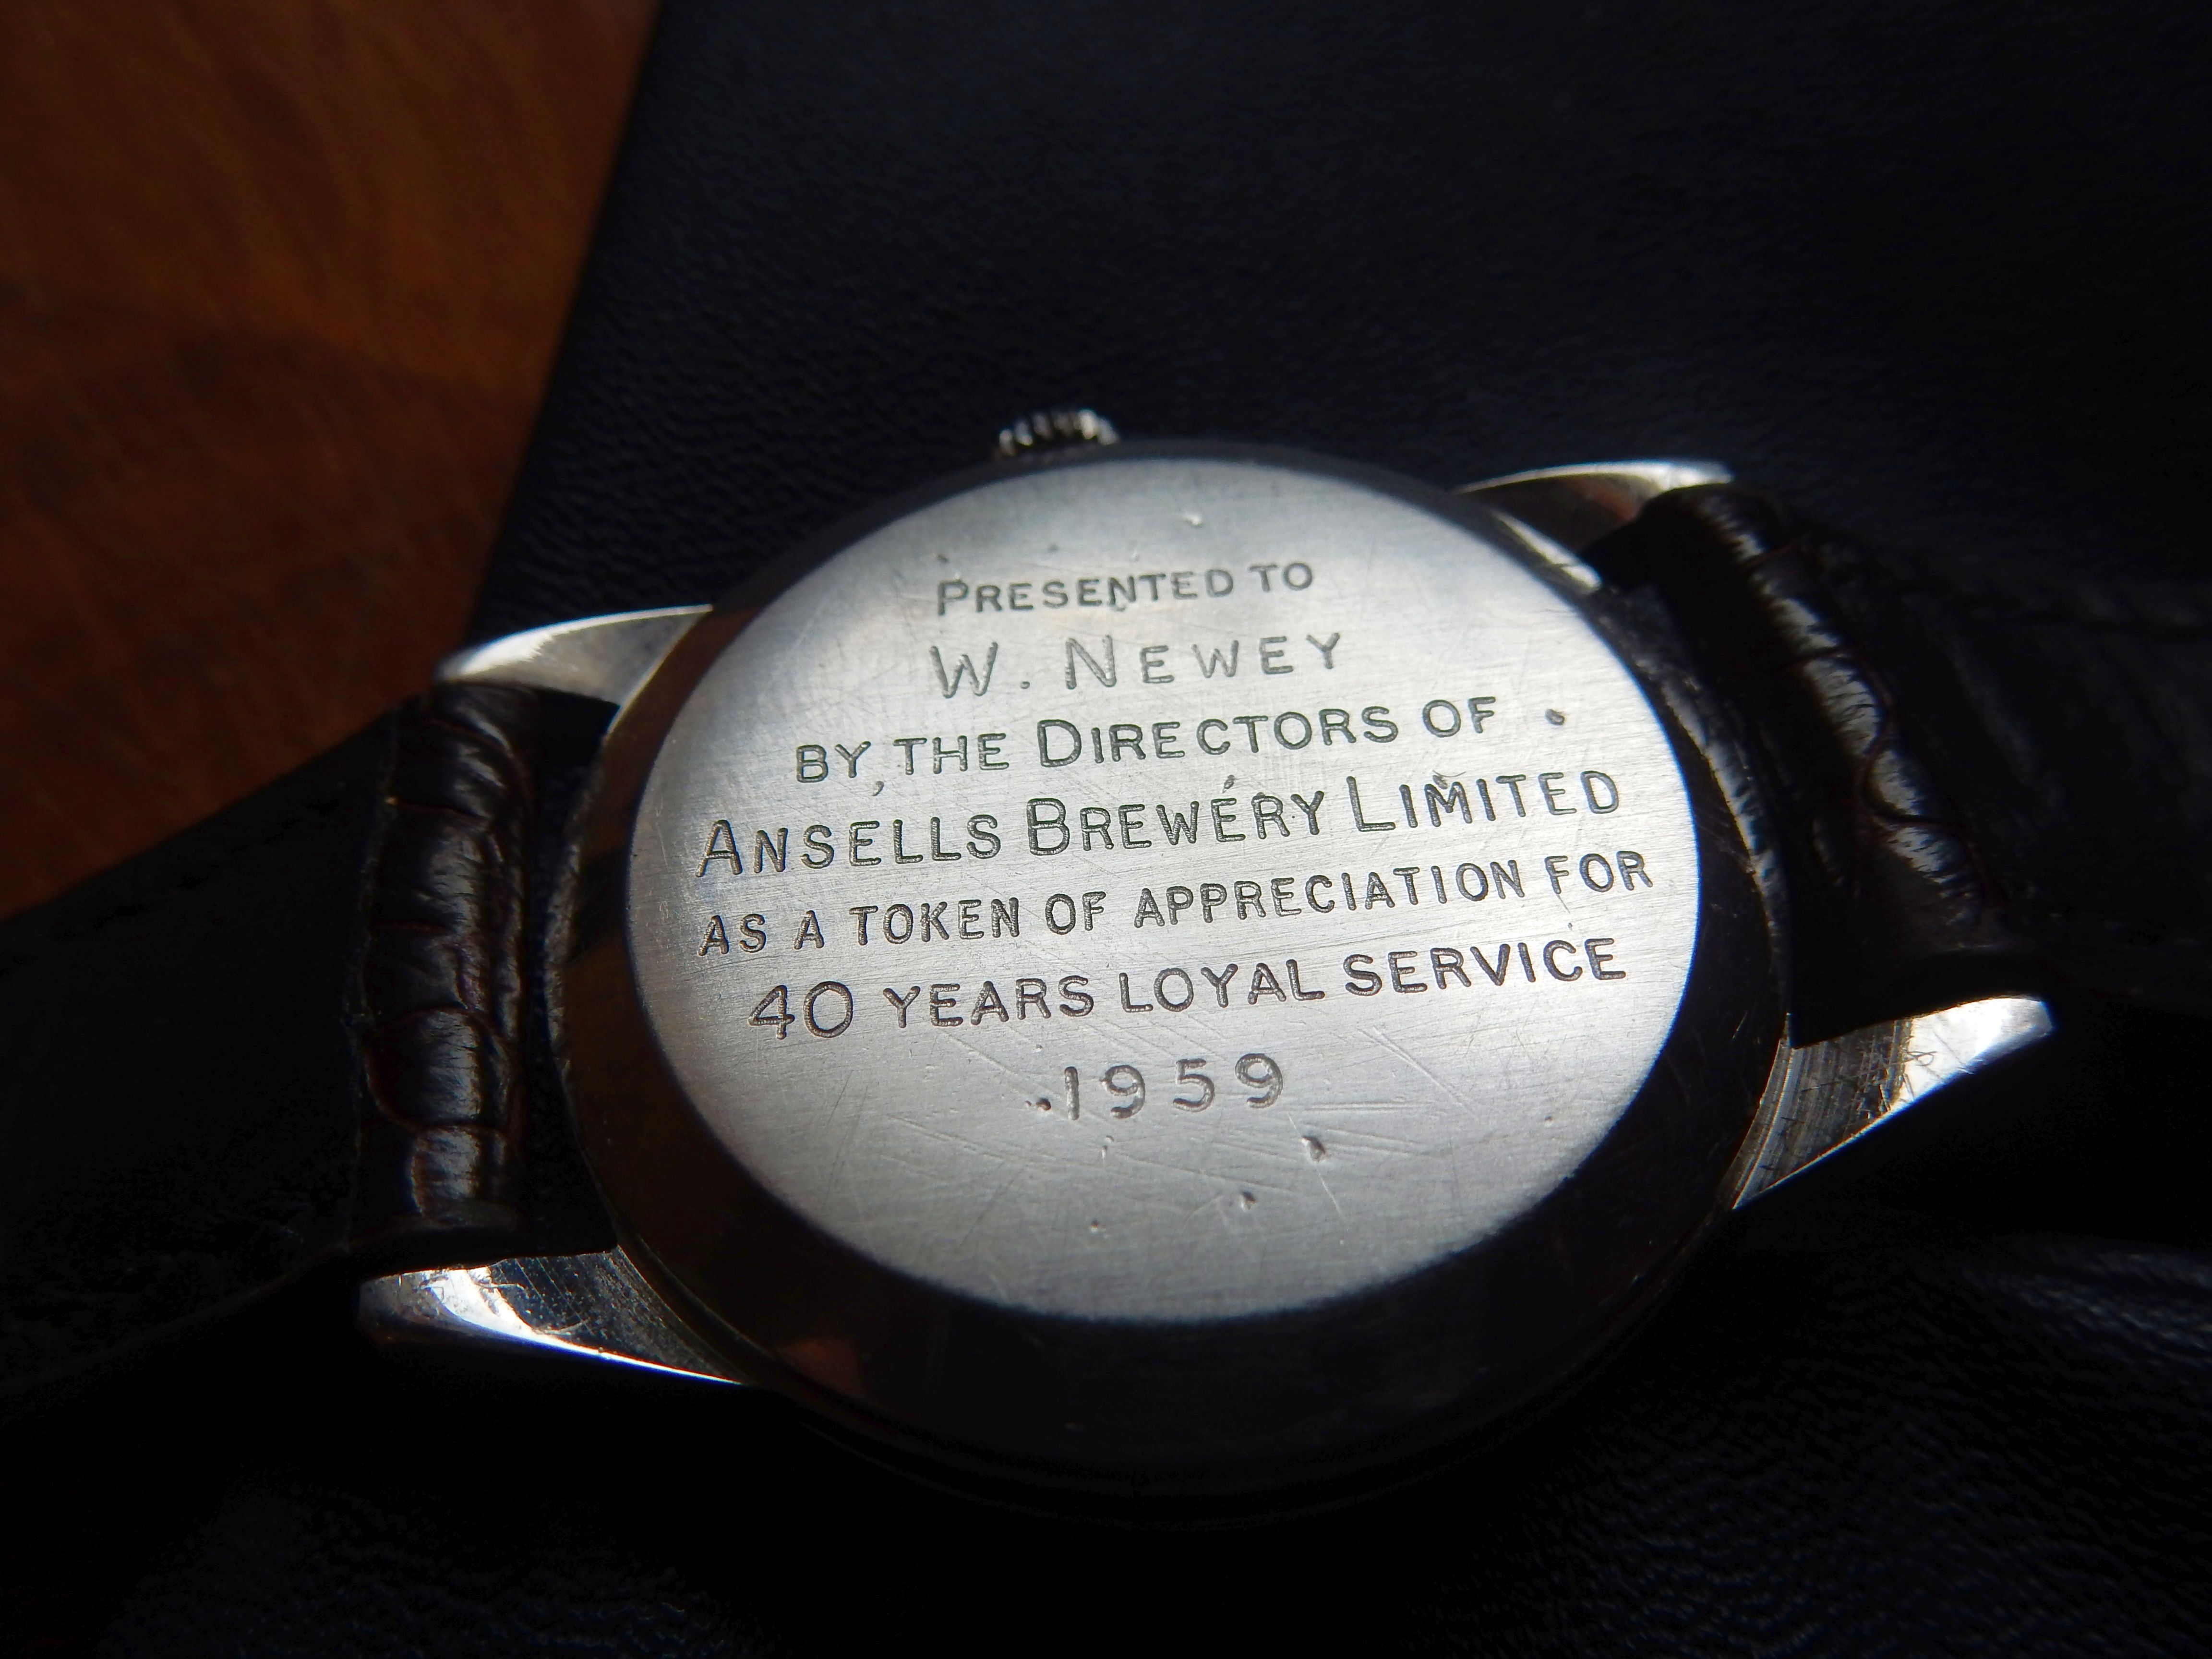 PRESENTED TO
W. NEWEY
BY THE DIRECTORS OF
ANSELLS BREWERY LIMITED
AS A TOKEN OF APPRECIATION FOR
40 YEARS LOYAL SERVICE
1959